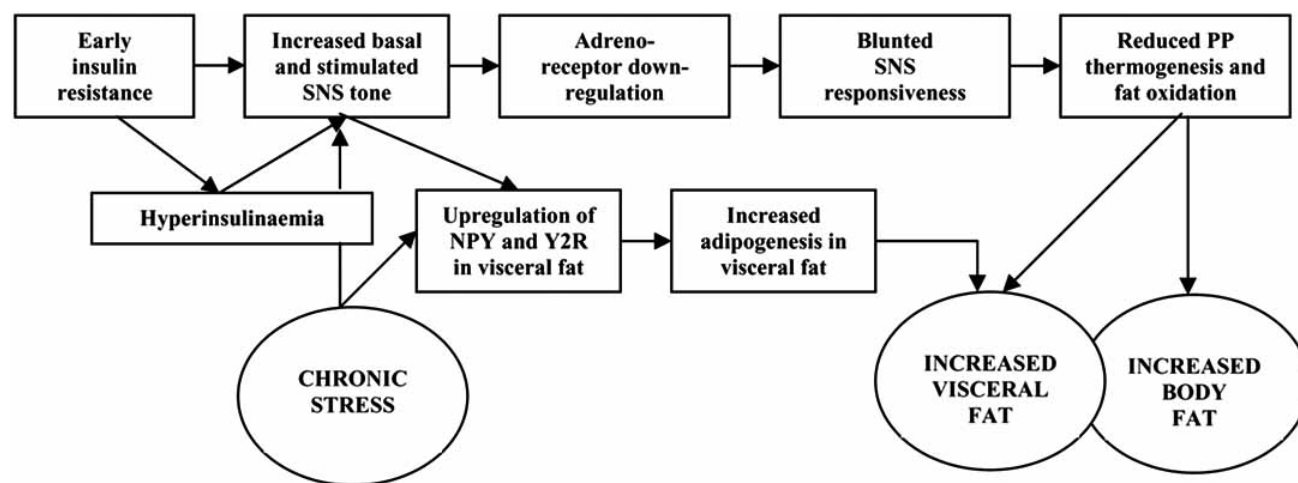 Early
insulin
resistance
Increased basal
and stimulated
SNS tone
Adreno-
receptor down-
regulation
Blunted
SNS
responsiveness
Reduced PP
thermogenesis and
fat oxidation
Hyperinsulinaemia
Upregulation of
NPY and Y2R
in visceral fat
Increased
adipogenesis in
visceral fat
CHRONIC
STRESS
INCREASED
VISCERAL
FAT
INCREASED
BODY
FAT